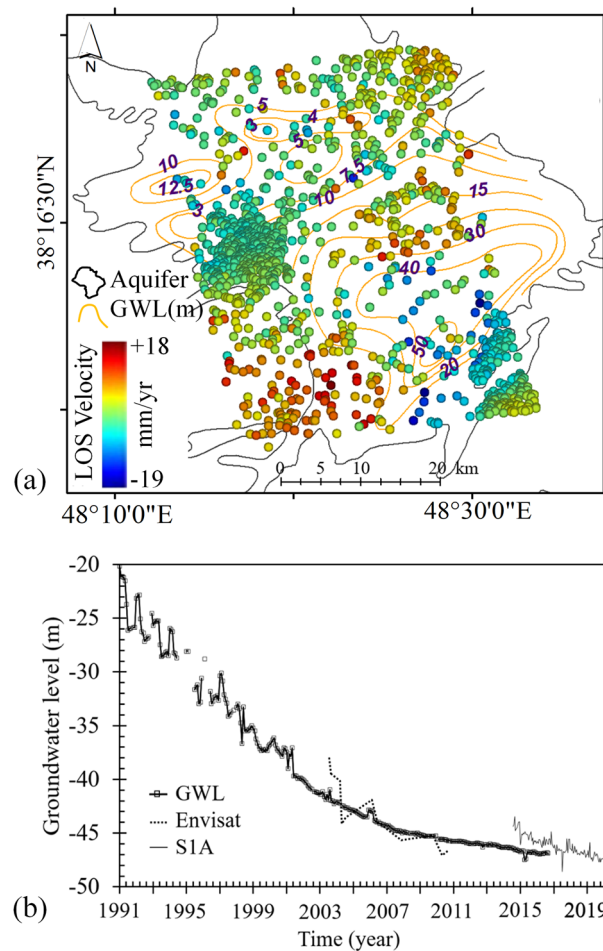 N
5
4
3
5
7.5
10
12.5
10
15
3
30
40
50
20
38°16'30"N
Aquifer
GWL(m)
+18
LOS Velocity
mm/yr
-19
0 5 10 20 km
(a)
48°10'0"E 48°30'0"E
-20
-25
-30
-35
-40
-45
-50
Groundwater level (m)
GWL
Envisat
S1A
1991 1995 1999 2003 2007 2011 2015 2019
Time (year)
(b)